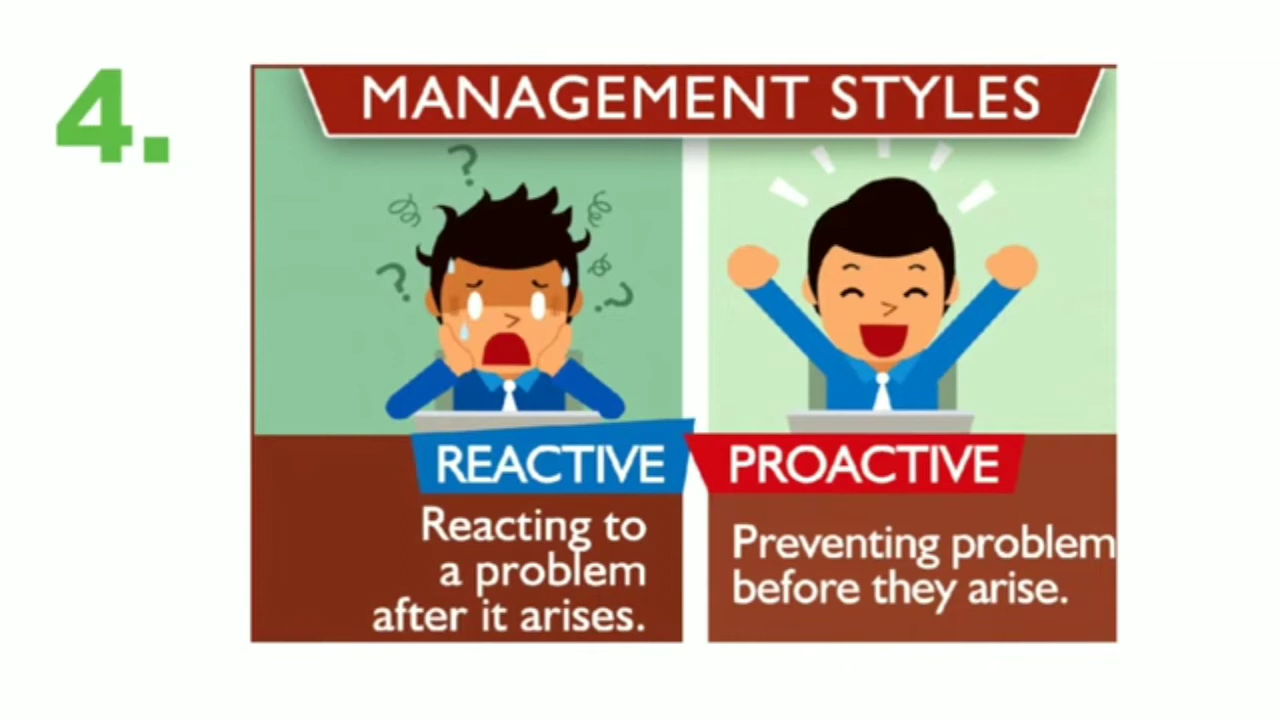 4.
MANAGEMENT STYLES
REACTIVE
Reacting to
a problem
after it arises.
PROACTIVE
Preventing problem
before they arise.